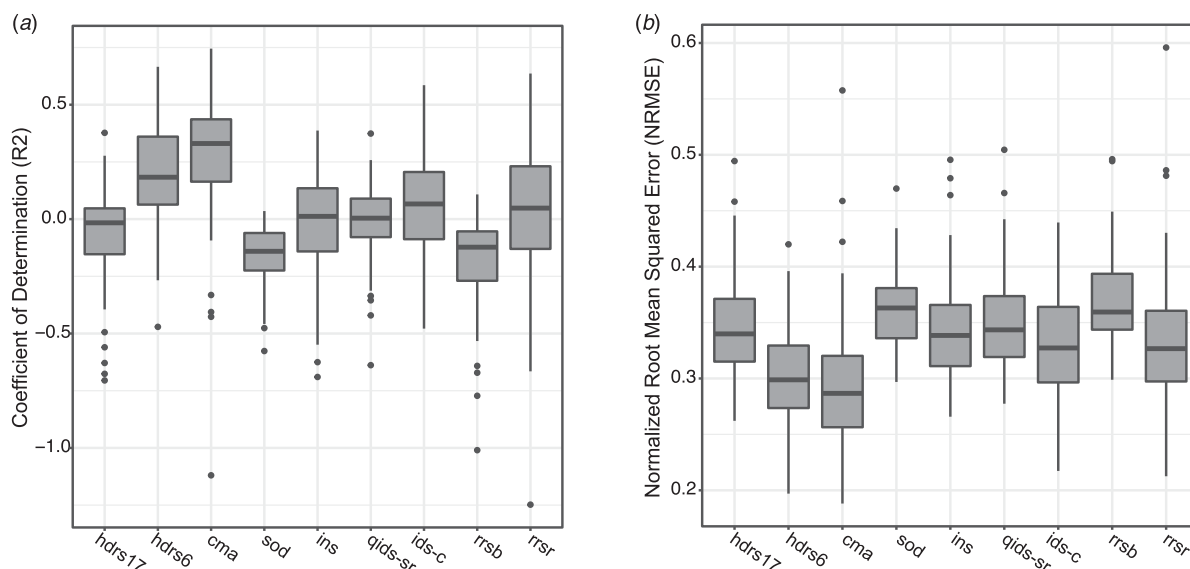 (a)
Coefficient of Determination (R2)
0.5
0.0
−0.5
−1.0
hdrs17
hdrs6
cma
sod
ins
qids-sr
ids-c
rrsb
rrsr
(b)
Normalized Root Mean Squared Error (NRMSE)
0.6
0.5
0.4
0.3
0.2
hdrs17
hdrs6
cma
sod
ins
qids-sr
ids-c
rrsb
rrsr